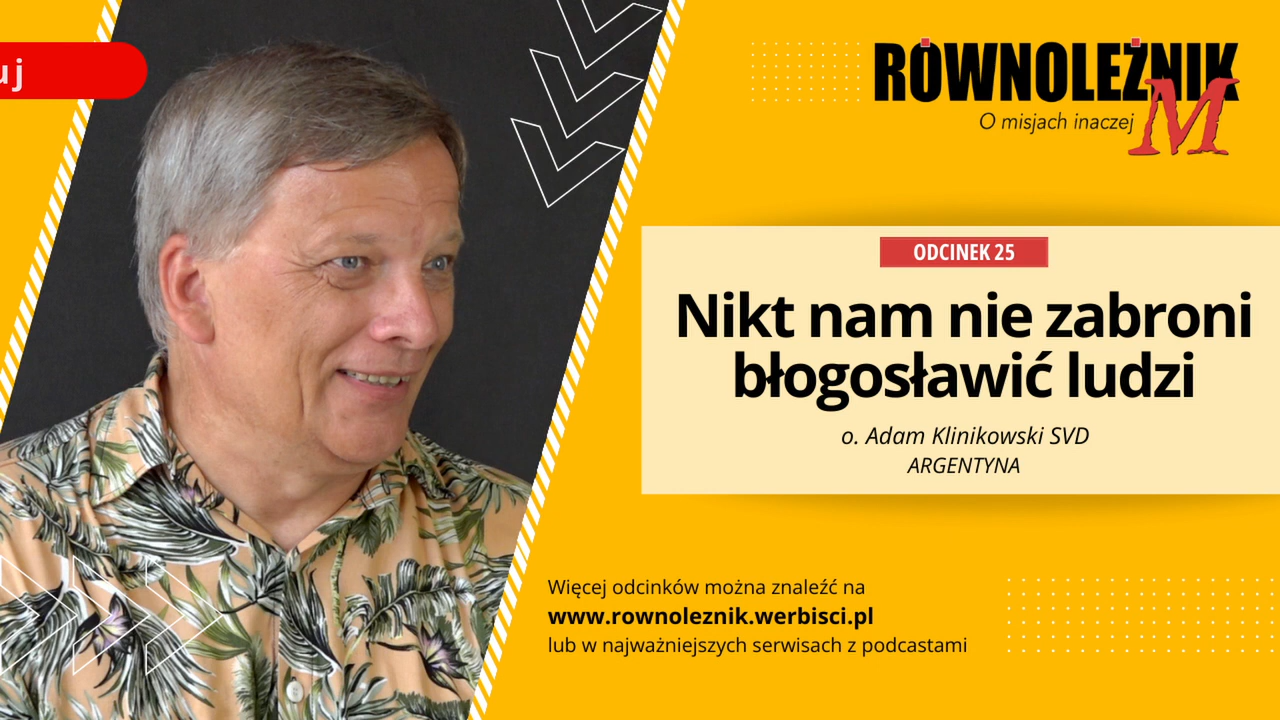 uj
RÓWNOLEŻNIK
M
O misjach inaczej
ODCINEK 25
Nikt nam nie zabroni
błogosławić ludzi
o. Adam Klinikowski SVD
ARGENTYNA
Więcej odcinków można znaleźć na
www.rownoleznik.werbisci.pl
lub w najważniejszych serwisach z podcastami